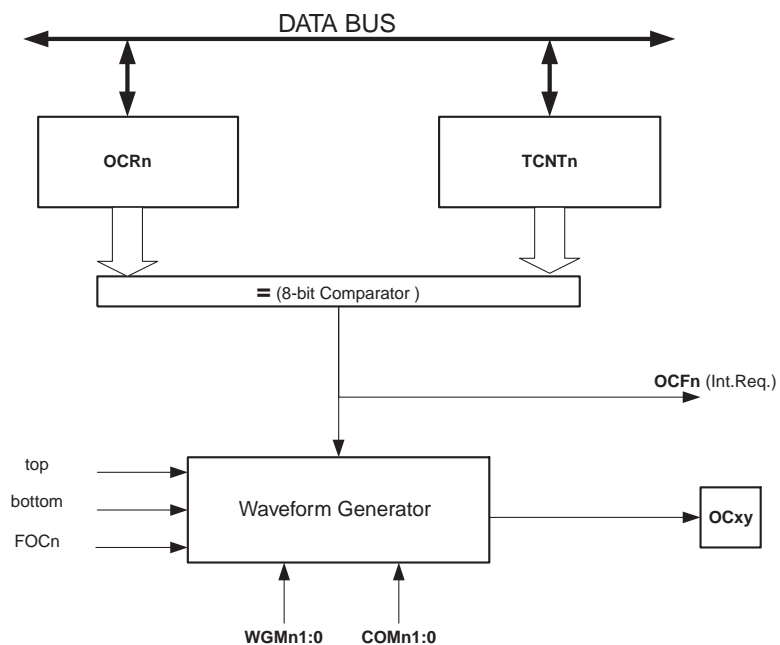 DATA BUS
OCRn
TCNTn
= (8-bit Comparator )
OCFn (Int.Req.)
top
bottom
FOCn
Waveform Generator
OCxy
WGMn1:0
COMn1:0